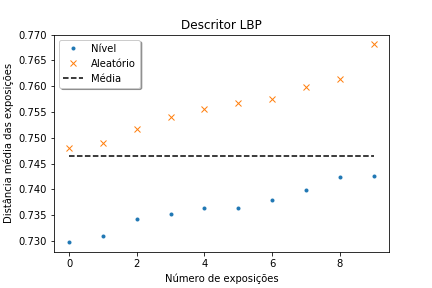 Descritor LBP
0.770
0.765
0.760
0.755
0.750
0.745
0.740
0.735
0.730
Distância média das exposições
Nível
Aleatório
Média
0 2 4 6 8
Número de exposições